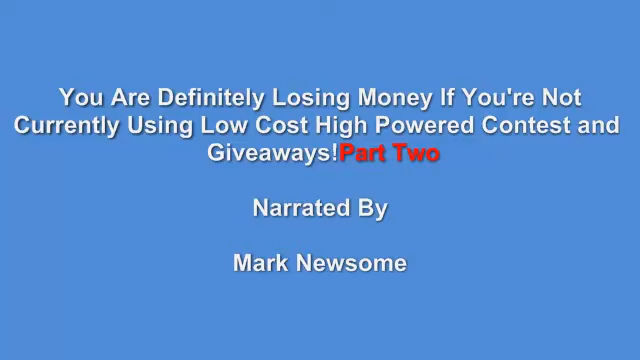 You Are Definitely Losing Money If You're Not
Currently Using Low Cost High Powered Contest and
Giveaways!Part Two
Narrated By
Mark Newsome